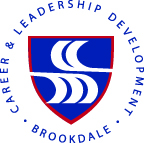 • CAREER & LEADERSHIP DEVELOPMENT •
BROOKDALE